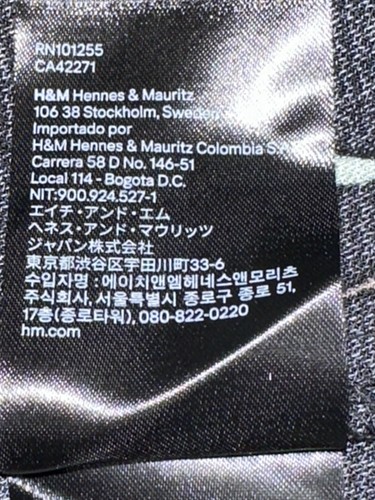 RN101255
CA42271
H&M Hennes & Mauritz
106 38 Stockholm, Sweden
Importado por
H&M Hennes & Mauritz Colombia S.A.
Carrera 58 D No. 146-51
Local 114 - Bogota D.C.
NIT:900.924.527-1
エイチ・アンド・エム
ヘネス・アンド・マウリッツ
ジャパン株式会社
東京都渋谷区宇田川町33-6
수입자명 : 에이치앤엠헤네스앤모리츠
주식회사, 서울특별시 종로구 종로 51,
17층(종로타워), 080-822-0220
hm.com